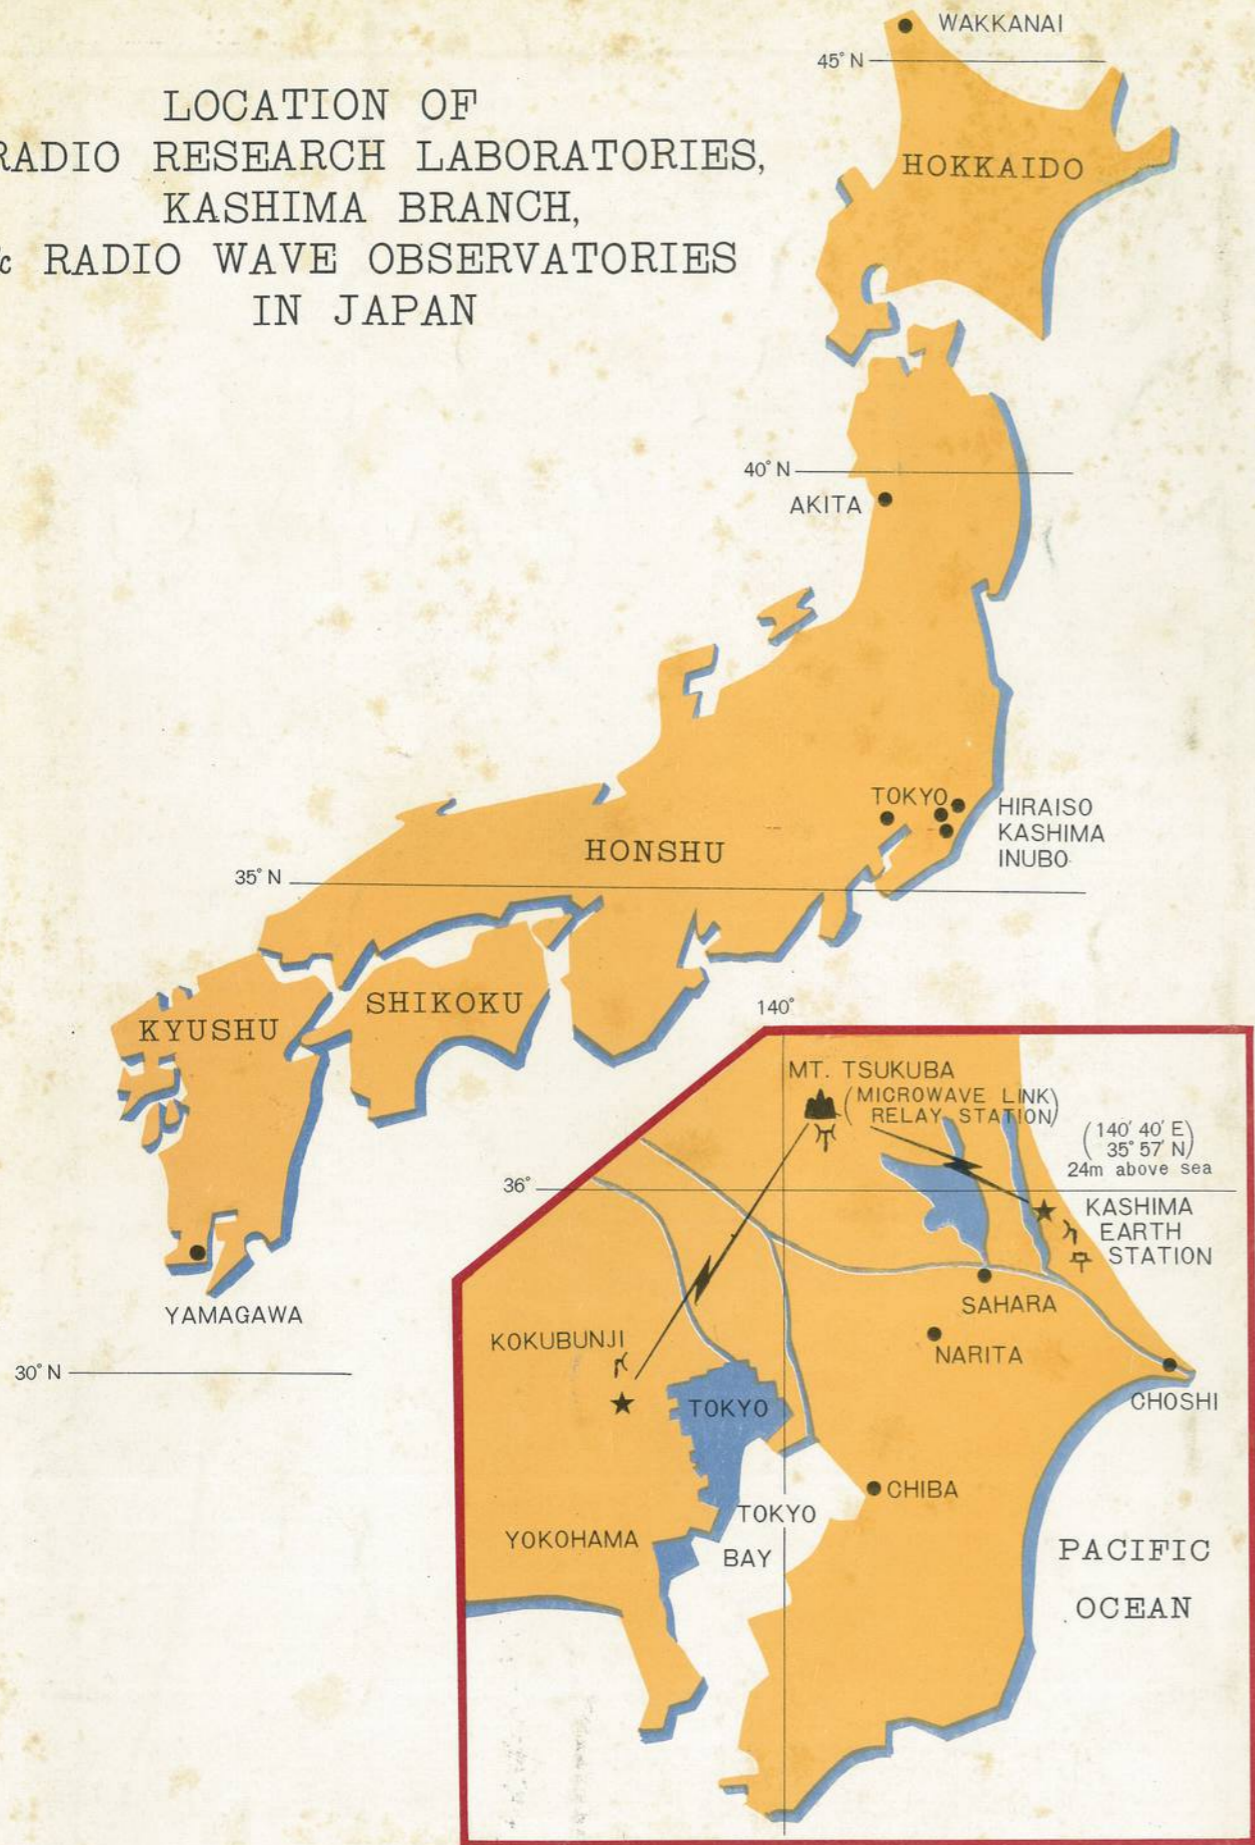 LOCATION OF
RADIO RESEARCH LABORATORIES,
KASHIMA BRANCH,
& RADIO WAVE OBSERVATORIES
IN JAPAN
WAKKANAI
45° N
HOKKAIDO
40° N
AKITA
TOKYO
HIRAISO
KASHIMA
INUBO
HONSHU
35° N
SHIKOKU
KYUSHU
YAMAGAWA
30° N
140°
MT. TSUKUBA
(MICROWAVE LINK
RELAY STATION)
(140′ 40′ E
35° 57′ N)
24m above sea
36°
KASHIMA
EARTH
STATION
SAHARA
KOKUBUNJI
NARITA
CHOSHI
TOKYO
CHIBA
TOKYO
BAY
YOKOHAMA
PACIFIC
OCEAN